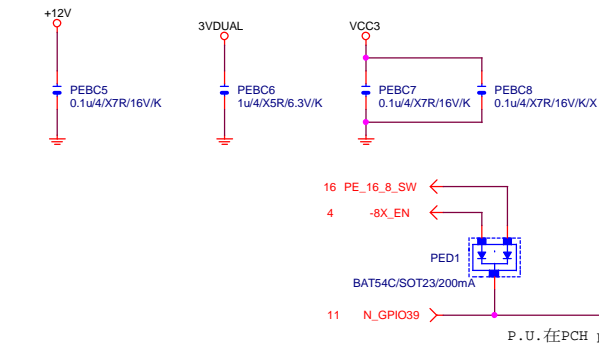 +12V
3VDUAL
VCC3
PEBC5
0.1u/4/X7R/16V/K
PEBC6
1u/4/X5R/6.3V/K
PEBC7
0.1u/4/X7R/16V/K
PEBC8
0.1u/4/X7R/16V/K/X
16 PE_16_8_SW
4 -8X_EN
PED1
BAT54C/SOT23/200mA
11 N_GPIO39
P.U.在PCH